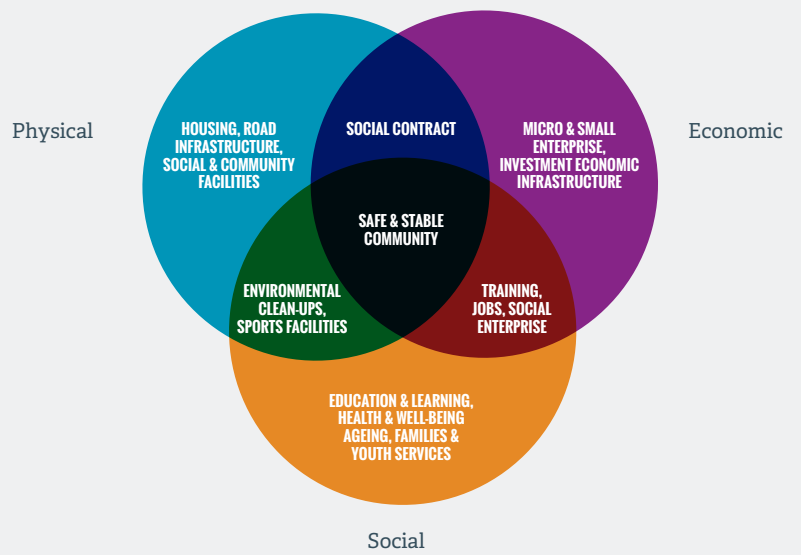 Physical
Economic
HOUSING, ROAD
INFRASTRUCTURE,
SOCIAL & COMMUNITY
FACILITIES
SOCIAL CONTRACT
MICRO & SMALL
ENTERPRISE,
INVESTMENT ECONOMIC
INFRASTRUCTURE
SAFE & STABLE
COMMUNITY
ENVIRONMENTAL
CLEAN-UPS,
SPORTS FACILITIES
TRAINING,
JOBS, SOCIAL
ENTERPRISE
EDUCATION & LEARNING,
HEALTH & WELL-BEING
AGEING, FAMILIES &
YOUTH SERVICES
Social